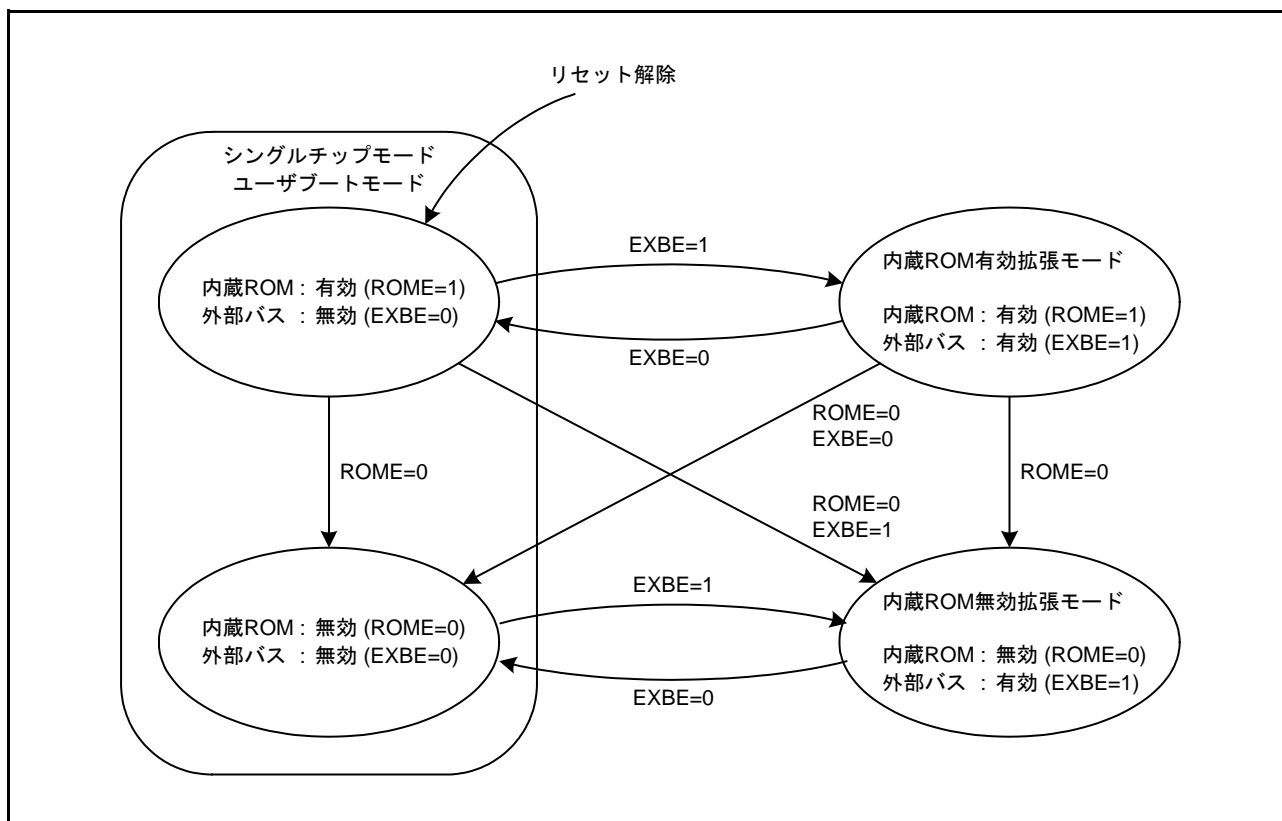 リセット解除
シングルチップモード
ユーザブートモード
内蔵ROM : 有効 (ROME=1)
外部バス : 無効 (EXBE=0)
EXBE=1
EXBE=0
内蔵ROM有効拡張モード
内蔵ROM : 有効 (ROME=1)
外部バス : 有効 (EXBE=1)
ROME=0
ROME=0
EXBE=0
ROME=0
EXBE=1
ROME=0
内蔵ROM : 無効 (ROME=0)
外部バス : 無効 (EXBE=0)
EXBE=1
EXBE=0
内蔵ROM無効拡張モード
内蔵ROM : 無効 (ROME=0)
外部バス : 有効 (EXBE=1)